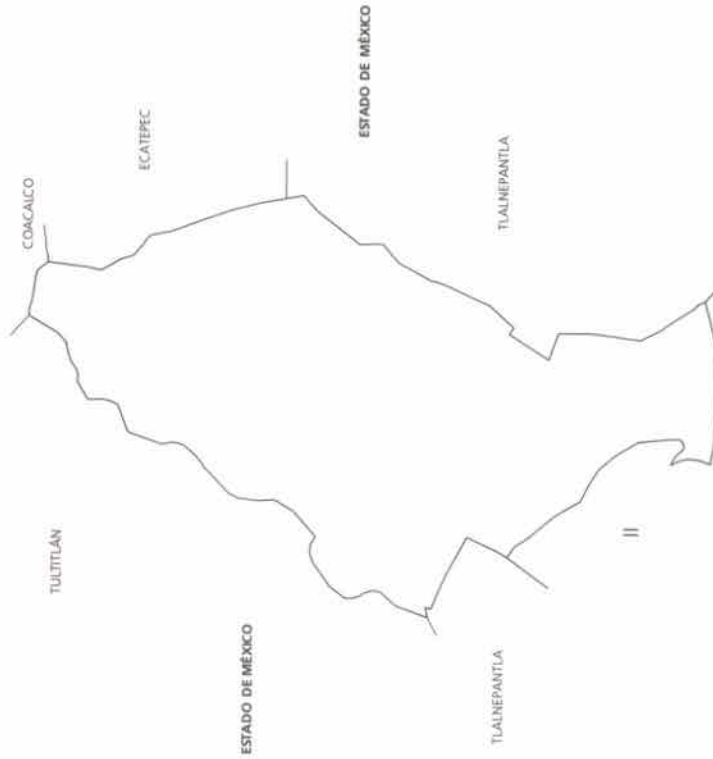 COACALCO
ECATEPEC
ESTADO DE MÉXICO
TLALNEPANTLA
TULTITLÁN
ESTADO DE MÉXICO
TLALNEPANTLA
II